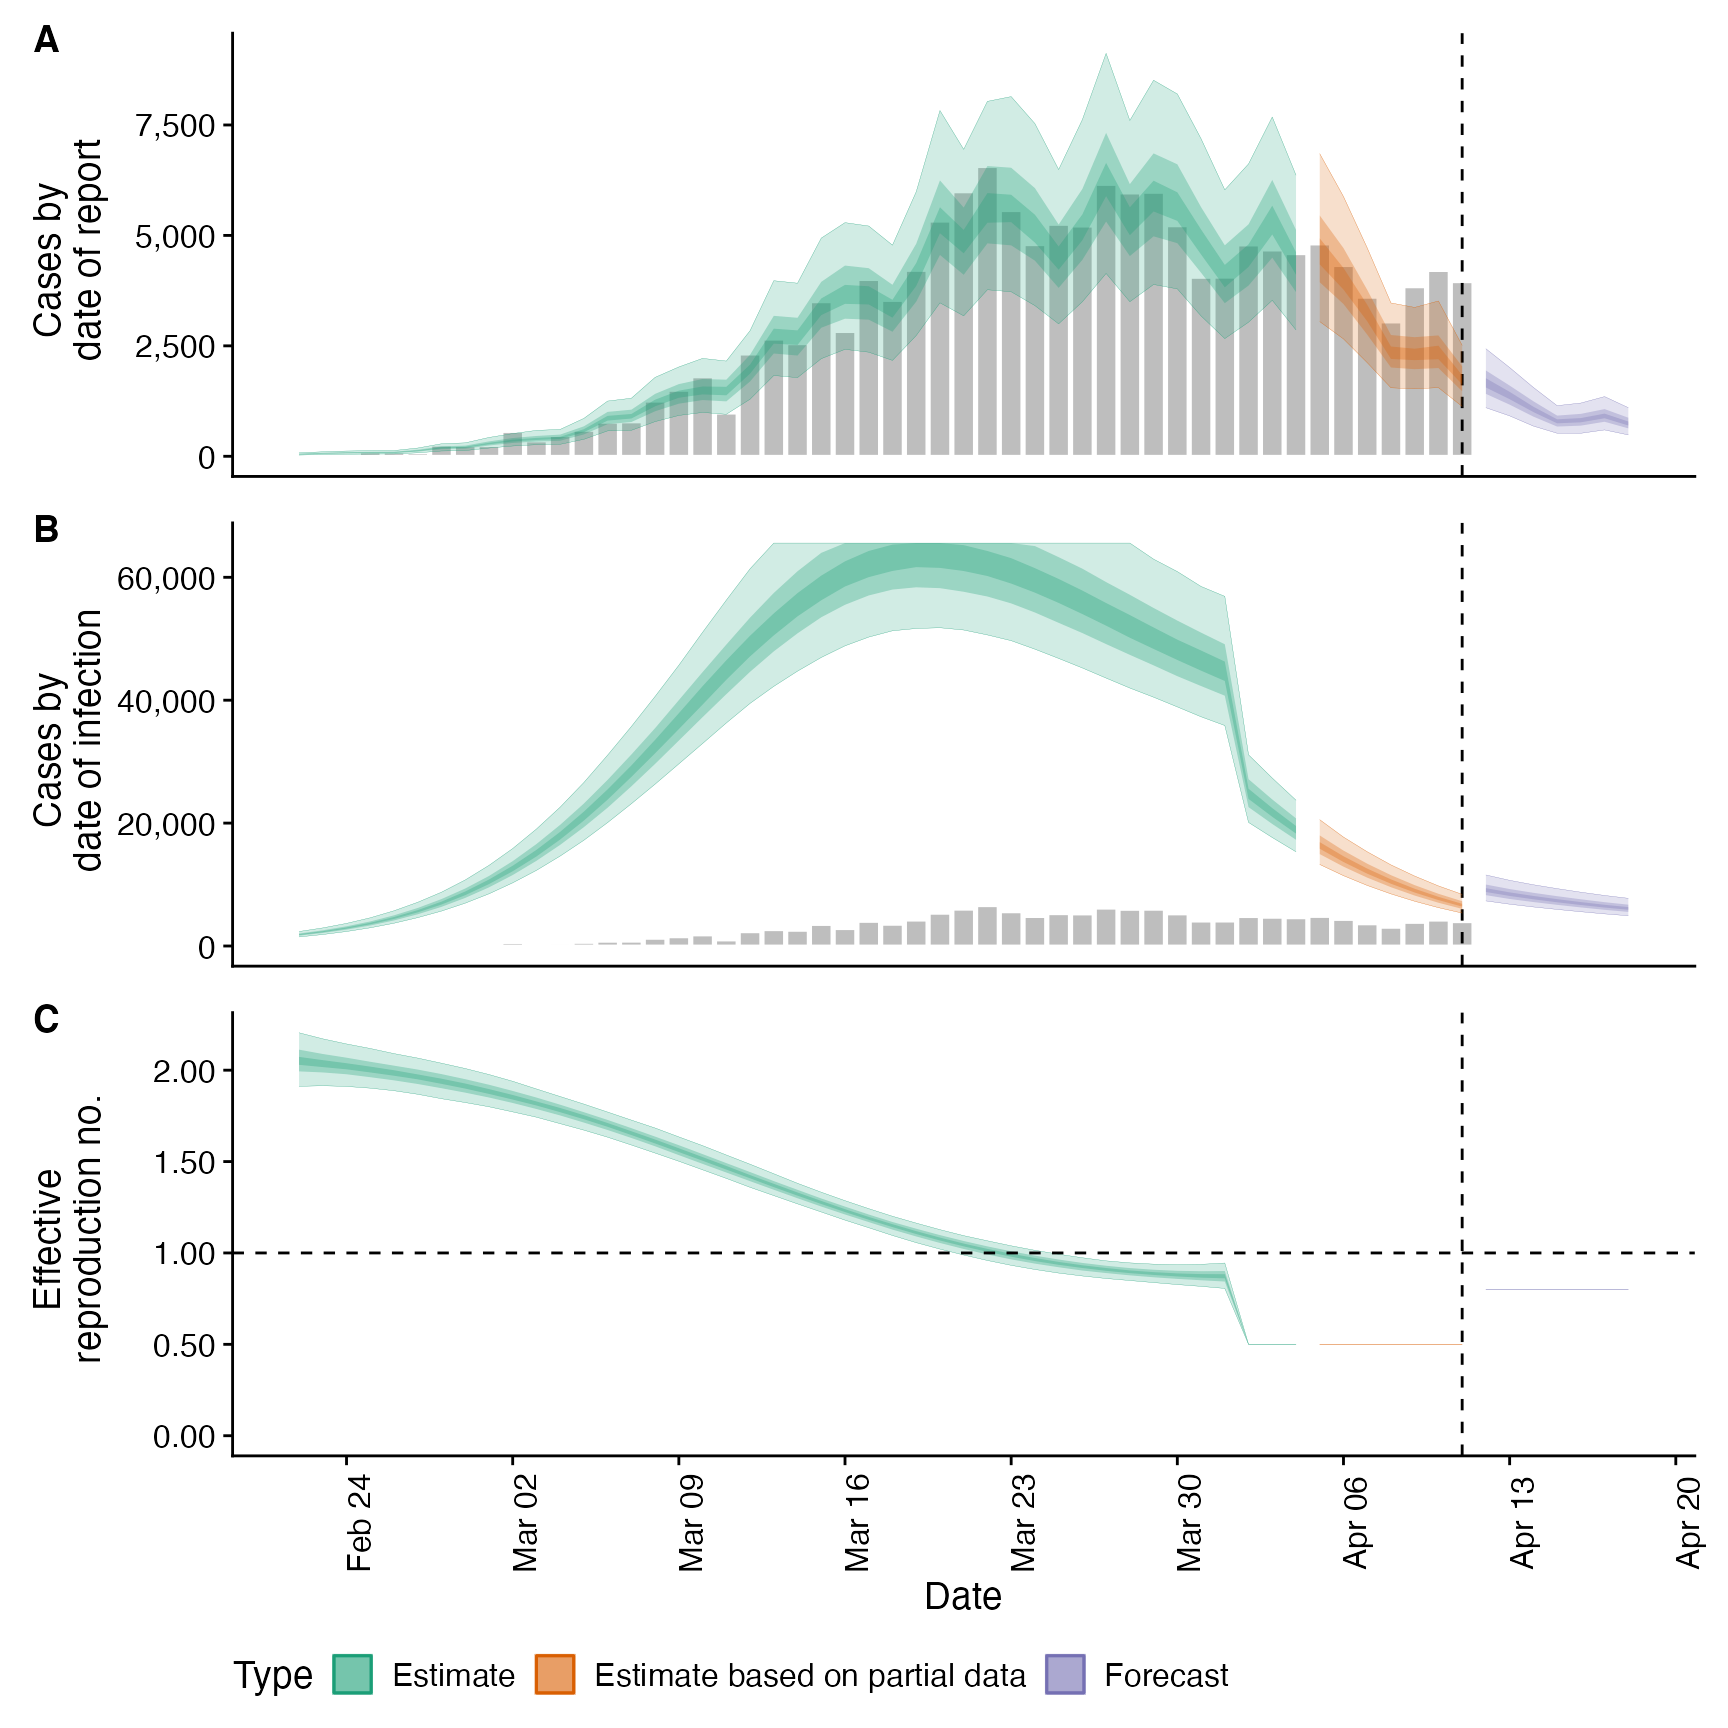 A
Cases by
date of report
7,500
5,000
2,500
0
B
Cases by
date of infection
60,000
40,000
20,000
0
C
Effective
reproduction no.
2.00
1.50
1.00
0.50
0.00
Feb 24
Mar 02
Mar 09
Mar 16
Mar 23
Mar 30
Apr 06
Apr 13
Apr 20
Date
Type Estimate Estimate based on partial data Forecast